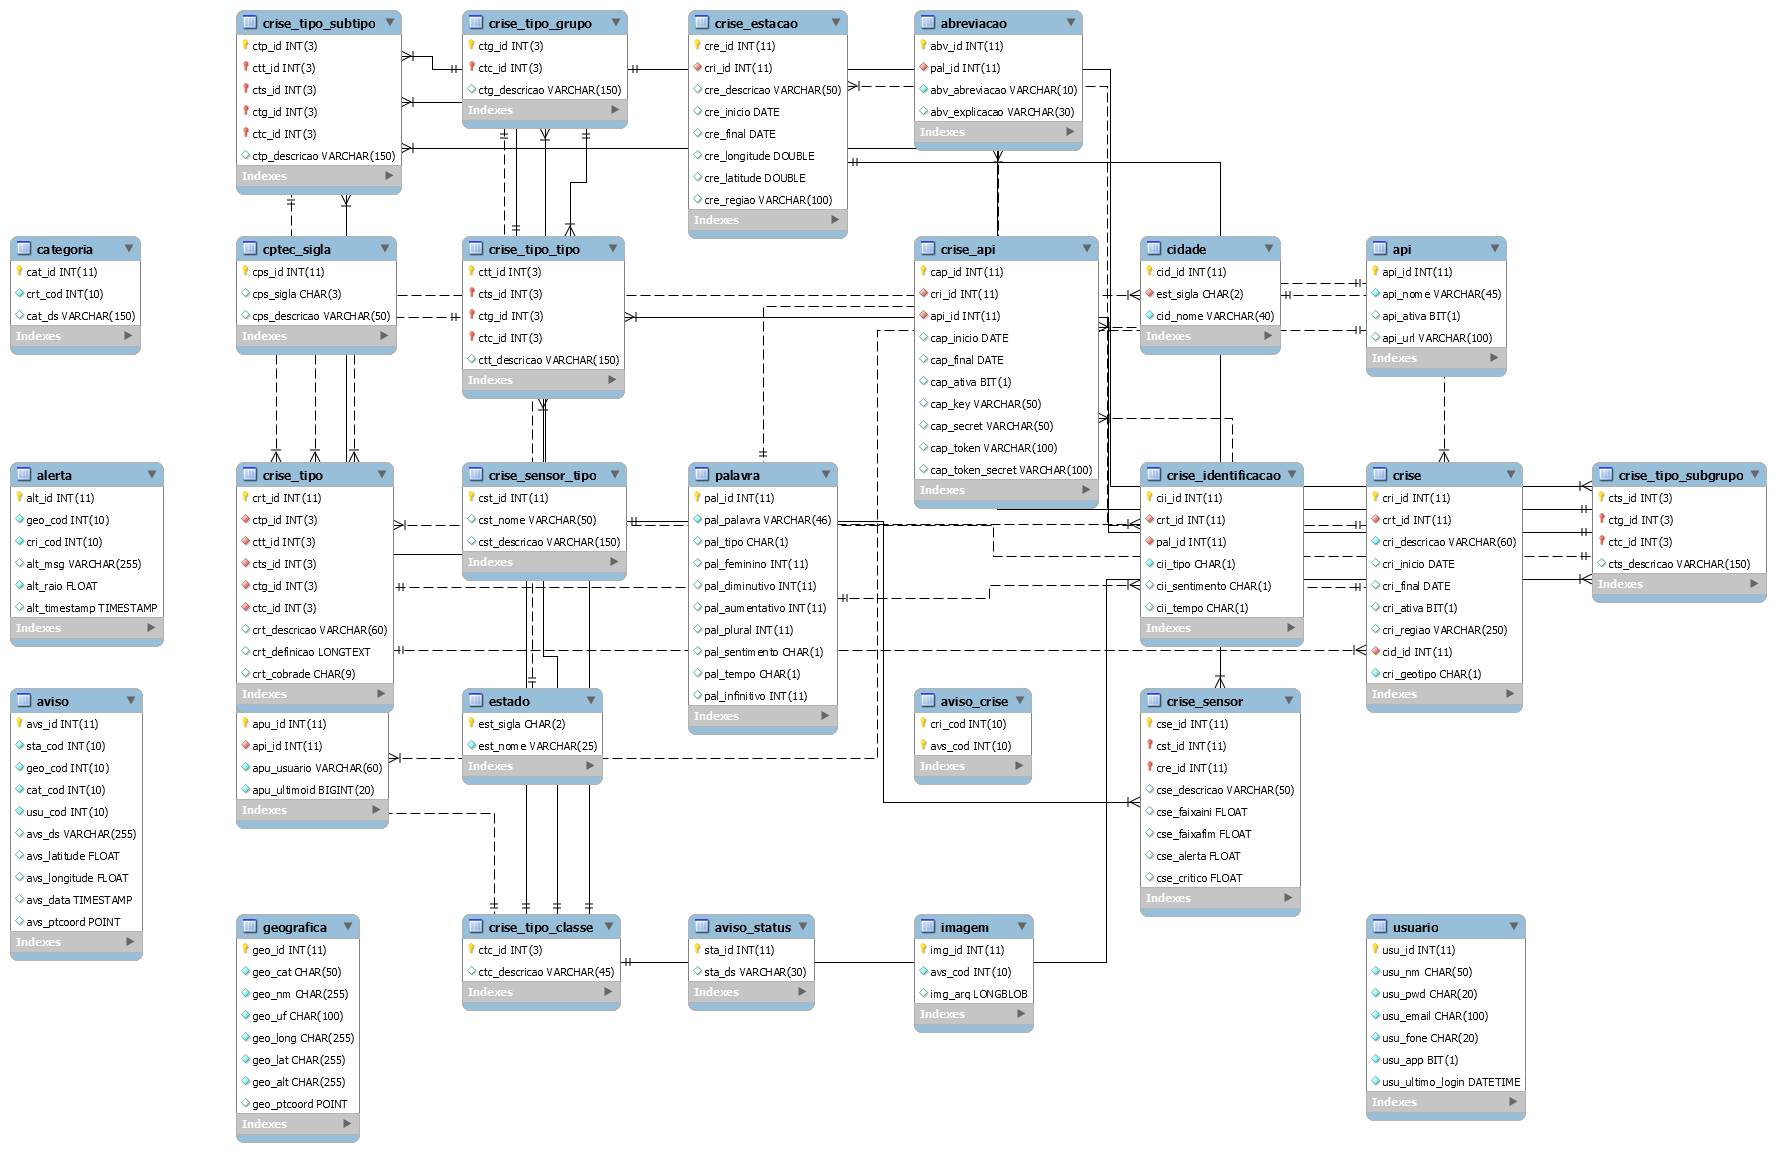 crise_tipo_subtipo
ctp_id INT(3)
ctt_id INT(3)
cts_id INT(3)
ctg_id INT(3)
ctc_id INT(3)
ctp_descricao VARCHAR(150)
Indexes
crise_tipo_grupo
ctg_id INT(3)
ctc_id INT(3)
ctg_descricao VARCHAR(150)
Indexes
crise_estacao
cre_id INT(11)
cri_id INT(11)
cre_descricao VARCHAR(50)
cre_inicio DATE
cre_final DATE
cre_longitude DOUBLE
cre_latitude DOUBLE
cre_regiao VARCHAR(100)
Indexes
abreviacao
abv_id INT(11)
pal_id INT(11)
abv_abreviacao VARCHAR(10)
abv_explicacao VARCHAR(30)
Indexes
categoria
cat_id INT(11)
crt_cod INT(10)
cat_ds VARCHAR(150)
Indexes
cptec_sigla
cps_id INT(11)
cps_sigla CHAR(3)
cps_descricao VARCHAR(50)
Indexes
crise_tipo_tipo
ctt_id INT(3)
cts_id INT(3)
ctg_id INT(3)
ctc_id INT(3)
ctt_descricao VARCHAR(150)
Indexes
crise_api
cap_id INT(11)
cri_id INT(11)
api_id INT(11)
cap_inicio DATE
cap_final DATE
cap_ativa BIT(1)
cap_key VARCHAR(50)
cap_secret VARCHAR(50)
cap_token VARCHAR(100)
cap_token_secret VARCHAR(100)
Indexes
cidade
cid_id INT(11)
est_sigla CHAR(2)
cid_nome VARCHAR(40)
Indexes
api
api_id INT(11)
api_nome VARCHAR(45)
api_ativa BIT(1)
api_url VARCHAR(100)
Indexes
alerta
alt_id INT(11)
geo_cod INT(10)
cri_cod INT(10)
alt_msg VARCHAR(255)
alt_raio FLOAT
alt_timestamp TIMESTAMP
Indexes
crise_tipo
crt_id INT(11)
ctp_id INT(3)
ctt_id INT(3)
cts_id INT(3)
ctg_id INT(3)
ctc_id INT(3)
crt_descricao VARCHAR(60)
crt_definicao LONGTEXT
crt_cobrade CHAR(9)
Indexes
crise_sensor_tipo
cst_id INT(11)
cst_nome VARCHAR(50)
cst_descricao VARCHAR(150)
Indexes
palavra
pal_id INT(11)
pal_palavra VARCHAR(46)
pal_tipo CHAR(1)
pal_feminino INT(11)
pal_diminutivo INT(11)
pal_aumentativo INT(11)
pal_plural INT(11)
pal_sentimento CHAR(1)
pal_tempo CHAR(1)
pal_infinitivo INT(11)
Indexes
crise_identificacao
cii_id INT(11)
crt_id INT(11)
pal_id INT(11)
cii_tipo CHAR(1)
cii_sentimento CHAR(1)
cii_tempo CHAR(1)
Indexes
crise
cri_id INT(11)
crt_id INT(11)
cri_descricao VARCHAR(60)
cri_inicio DATE
cri_final DATE
cri_ativa BIT(1)
cri_regiao VARCHAR(250)
cid_id INT(11)
cri_geotipo CHAR(1)
Indexes
crise_tipo_subgrupo
cts_id INT(3)
ctg_id INT(3)
ctc_id INT(3)
cts_descricao VARCHAR(150)
Indexes
aviso
avs_id INT(11)
sta_cod INT(10)
geo_cod INT(10)
cat_cod INT(10)
usu_cod INT(10)
avs_ds VARCHAR(255)
avs_latitude FLOAT
avs_longitude FLOAT
avs_data TIMESTAMP
avs_ptcoord POINT
Indexes
apu_id INT(11)
api_id INT(11)
apu_usuario VARCHAR(60)
apu_ultimoid BIGINT(20)
Indexes
estado
est_sigla CHAR(2)
est_nome VARCHAR(25)
Indexes
aviso_crise
cri_cod INT(10)
avs_cod INT(10)
Indexes
crise_sensor
cse_id INT(11)
cst_id INT(11)
cre_id INT(11)
cse_descricao VARCHAR(50)
cse_faixaini FLOAT
cse_faixafim FLOAT
cse_alerta FLOAT
cse_critico FLOAT
Indexes
geografica
geo_id INT(11)
geo_cat CHAR(50)
geo_nm CHAR(255)
geo_uf CHAR(100)
geo_long CHAR(255)
geo_lat CHAR(255)
geo_alt CHAR(255)
geo_ptcoord POINT
Indexes
crise_tipo_classe
ctc_id INT(3)
ctc_descricao VARCHAR(45)
Indexes
aviso_status
sta_id INT(11)
sta_ds VARCHAR(30)
Indexes
imagem
img_id INT(11)
avs_cod INT(10)
img_arq LONGBLOB
Indexes
usuario
usu_id INT(11)
usu_nm CHAR(50)
usu_pwd CHAR(20)
usu_email CHAR(100)
usu_fone CHAR(20)
usu_app BIT(1)
usu_ultimo_login DATETIME
Indexes